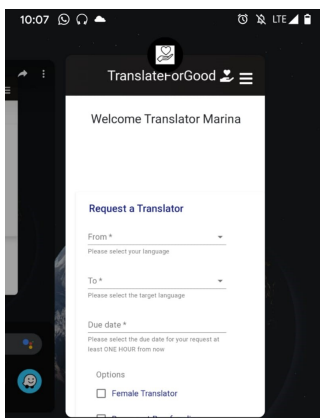 10:07
LTE
TranslateForGood
Welcome Translator Marina
Request a Translator
From *
Please select your language
To *
Please select the target language
Due date *
Please select the due date for your request at
least ONE HOUR from now
Options
Female Translator